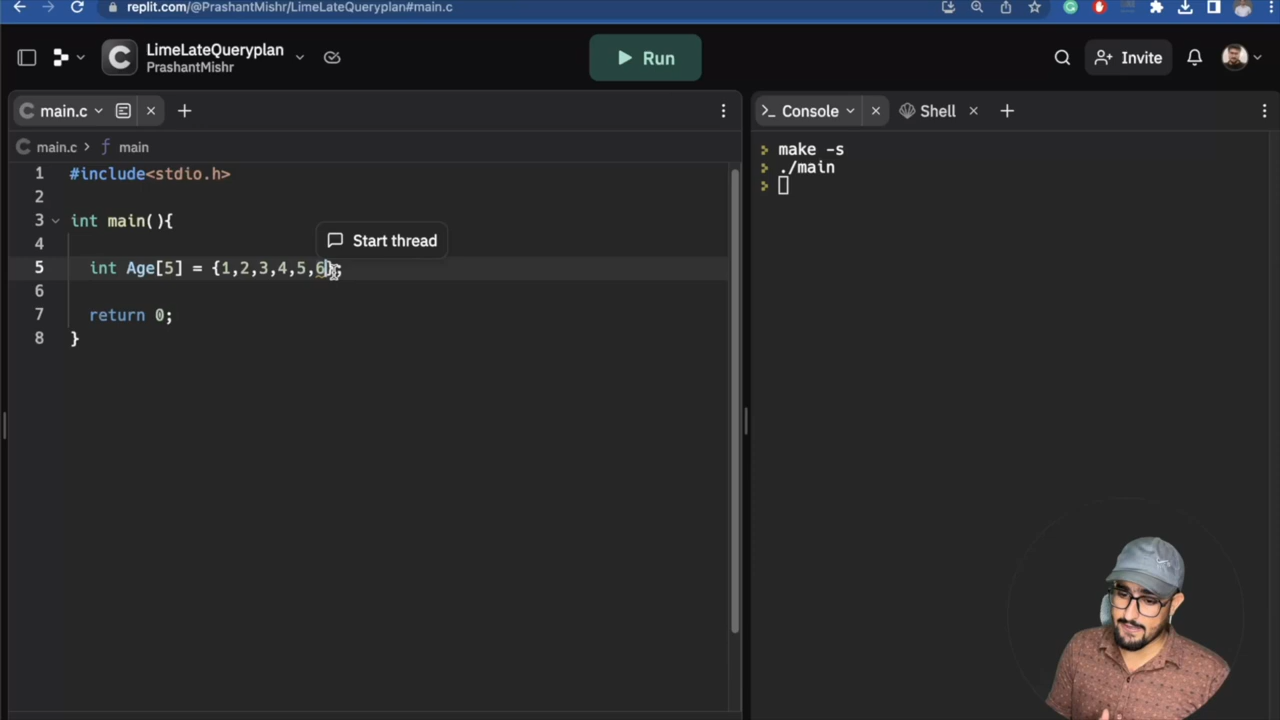 replit.com/@PrashantMishr/LimeLateQueryplan#main.c
LimeLateQueryplan
PrashantMishr
Run
Invite
main.c
Console
Shell
main.c > main
make -s
./main
1 #include<stdio.h>
2
3 int main(){
4
Start thread
5 int Age[5] = {1,2,3,4,5,6};
6
7 return 0;
8 }